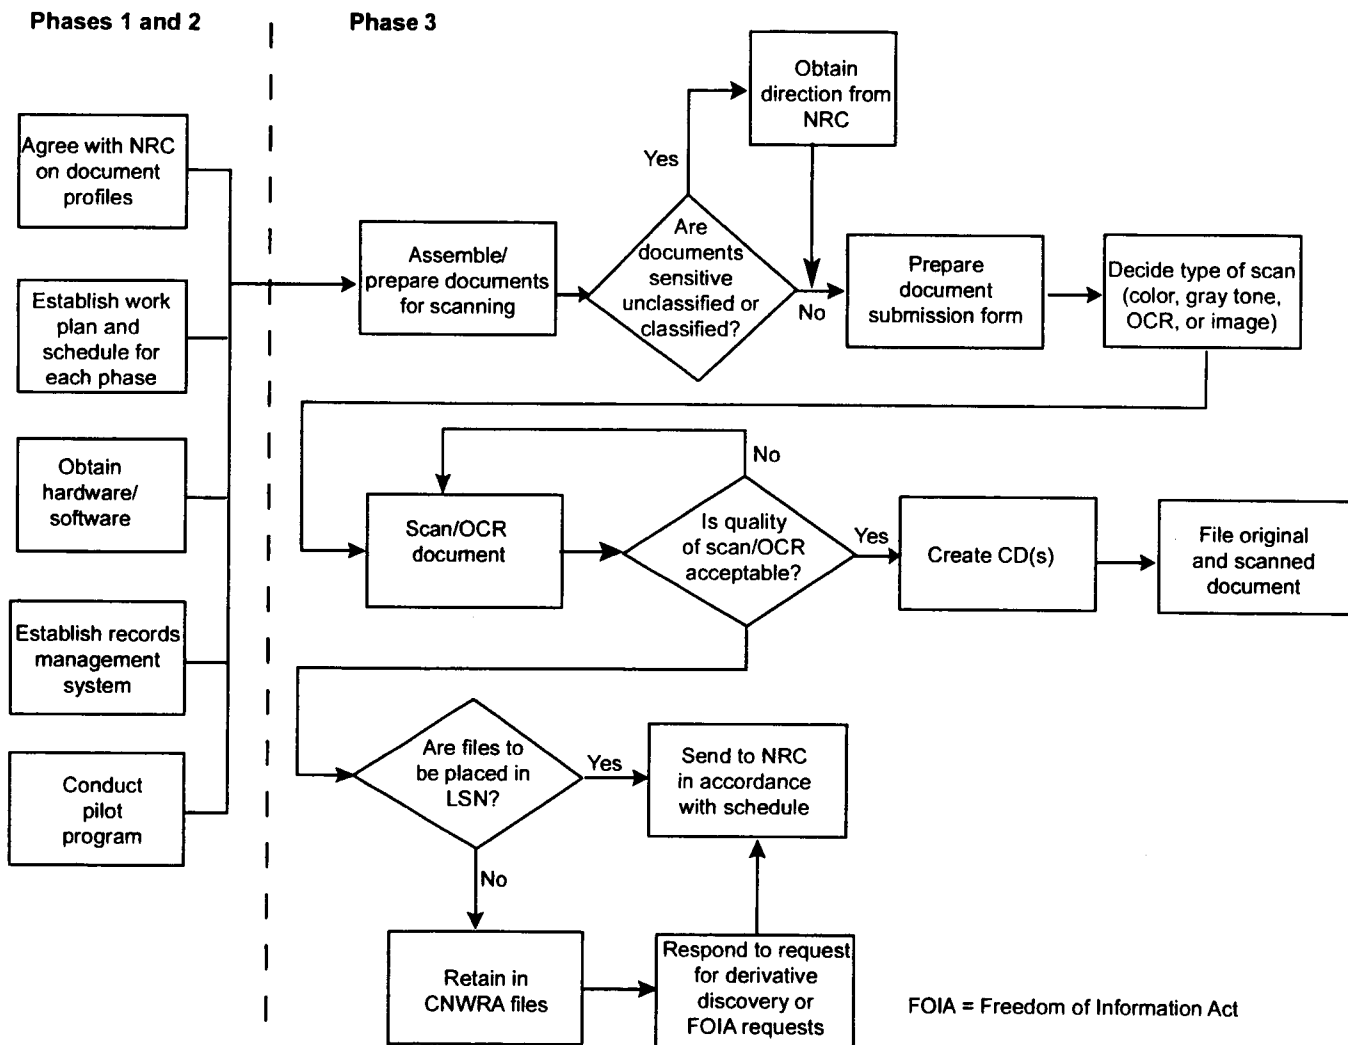 Phases 1 and 2
Phase 3
Agree with NRC
on document
profiles
Establish work
plan and
schedule for
each phase
Obtain
hardware/
software
Establish records
management
system
Conduct
pilot
program
Assemble/
prepare documents
for scanning
Are
documents
sensitive
unclassified or
classified?
Yes
No
Obtain
direction from
NRC
Prepare
document
submission form
Decide type of scan
(color, gray tone,
OCR, or image)
Scan/OCR
document
Is quality
of scan/OCR
acceptable?
No
Yes
Create CD(s)
File original
and scanned
document
Are files to
be placed in
LSN?
Yes
No
Send to NRC
in accordance
with schedule
Retain in
CNWRA files
Respond to request
for derivative
discovery or
FOIA requests
FOIA = Freedom of Information Act